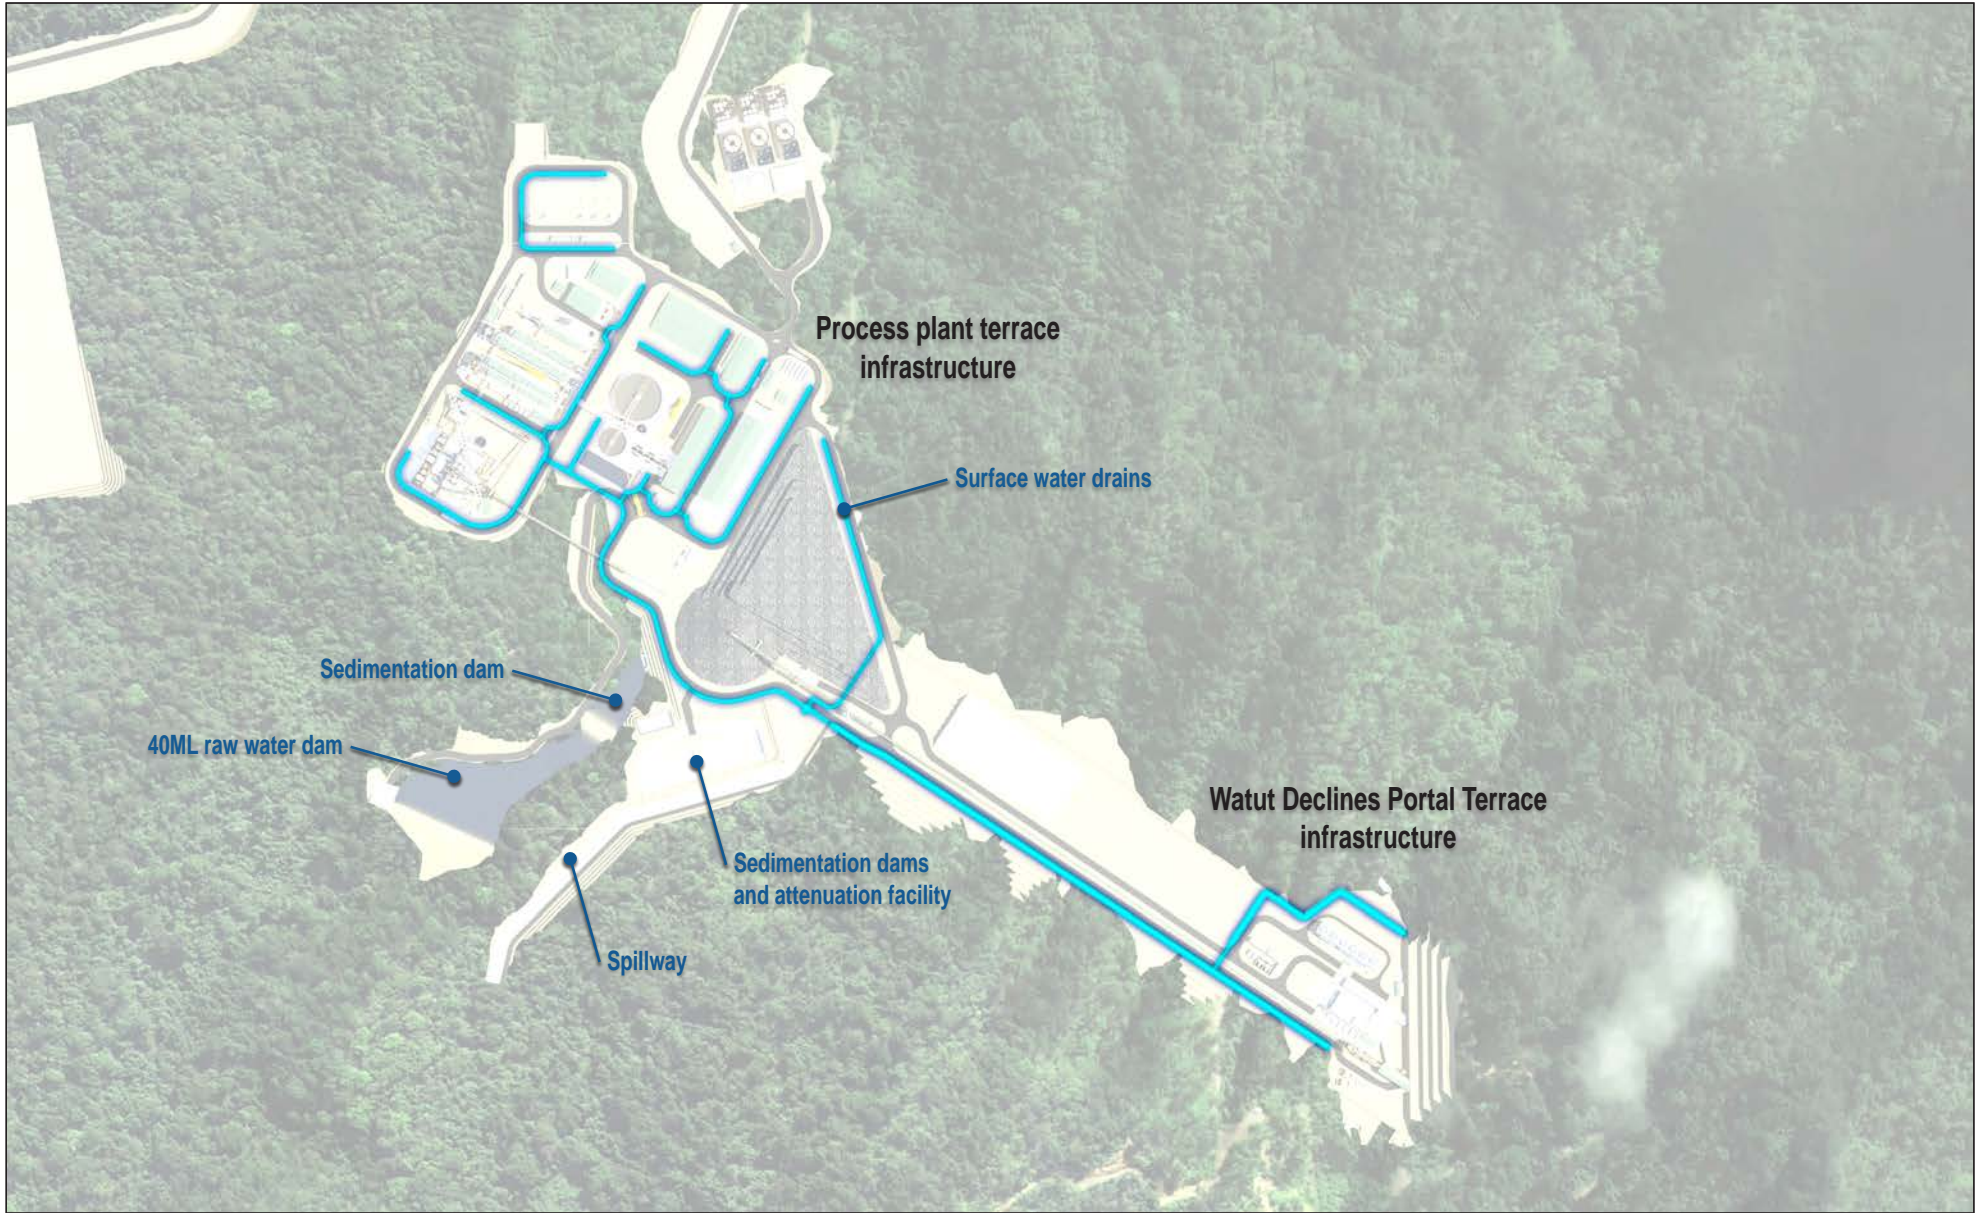 Process plant terrace
infrastructure
Surface water drains
Sedimentation dam
40ML raw water dam
Watut Declines Portal Terrace
infrastructure
Sedimentation dams
and attenuation facility
Spillway